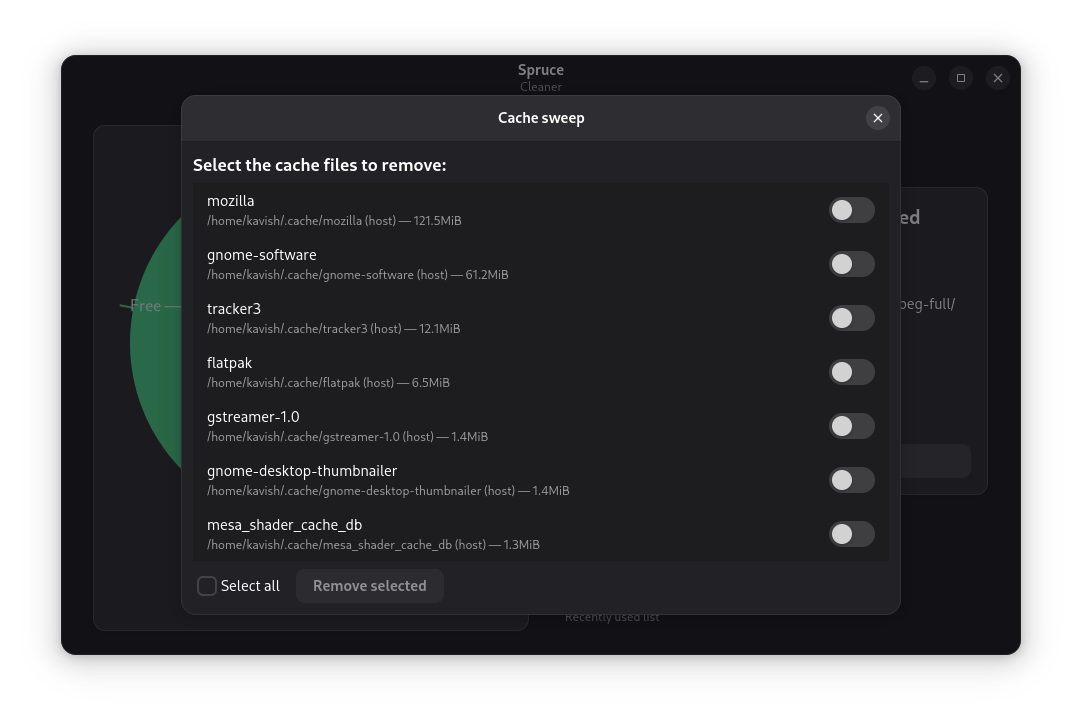 Spruce
Cleaner
Cache sweep
Select the cache files to remove:
mozilla
/home/kavish/.cache/mozilla (host) — 121.5MiB
gnome-software
/home/kavish/.cache/gnome-software (host) — 61.2MiB
tracker3
/home/kavish/.cache/tracker3 (host) — 12.1MiB
flatpak
/home/kavish/.cache/flatpak (host) — 6.5MiB
gstreamer-1.0
/home/kavish/.cache/gstreamer-1.0 (host) — 1.4MiB
gnome-desktop-thumbnailer
/home/kavish/.cache/gnome-desktop-thumbnailer (host) — 1.4MiB
mesa_shader_cache_db
/home/kavish/.cache/mesa_shader_cache_db (host) — 1.3MiB
Select all
Remove selected
Free
Recently used list